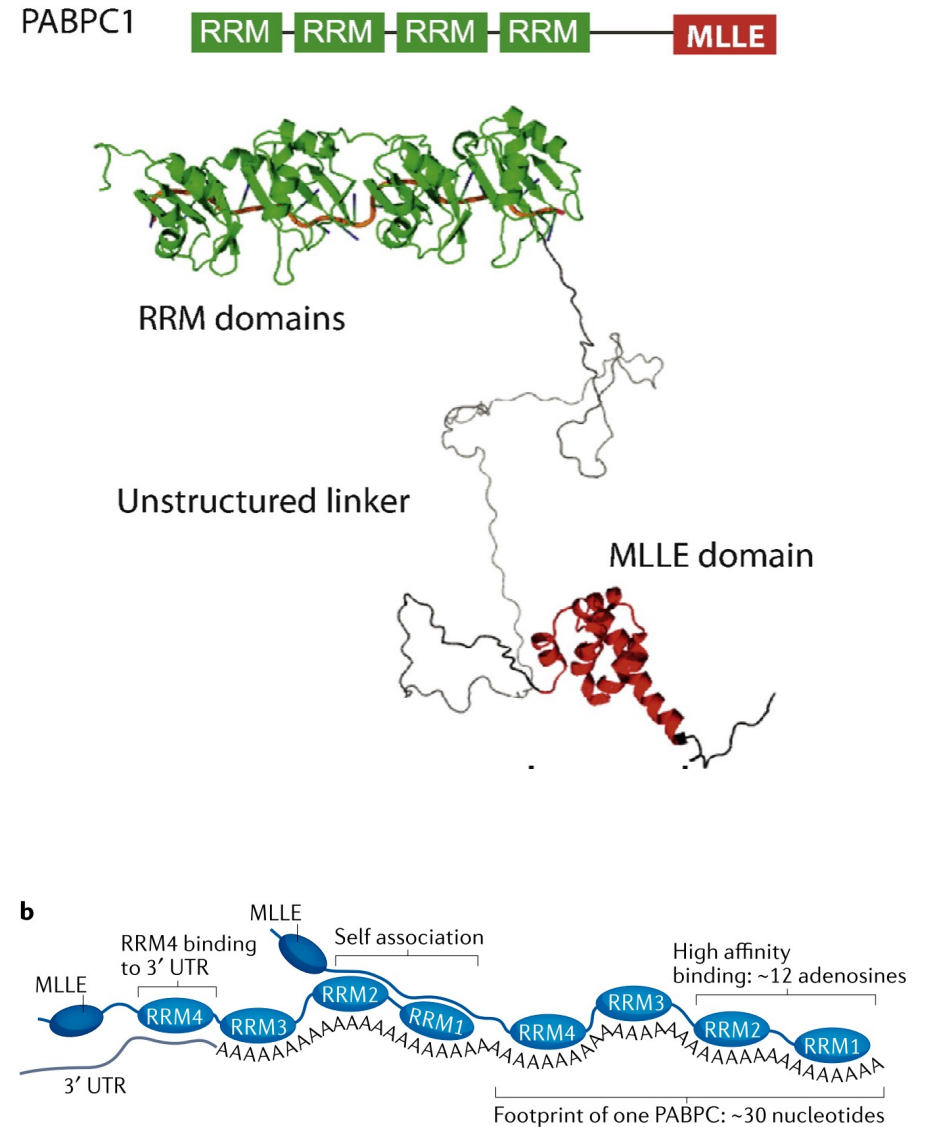 PABPC1
RRM RRM RRM RRM MLLE
RRM domains
Unstructured linker
MLLE domain
b
MLLE
Self association
RRM4 binding
to 3′ UTR
High affinity
binding: ~12 adenosines
MLLE
RRM4
RRM3
RRM2
RRM1
RRM4
RRM3
RRM2
RRM1
3′ UTR
Footprint of one PABPC: ~30 nucleotides